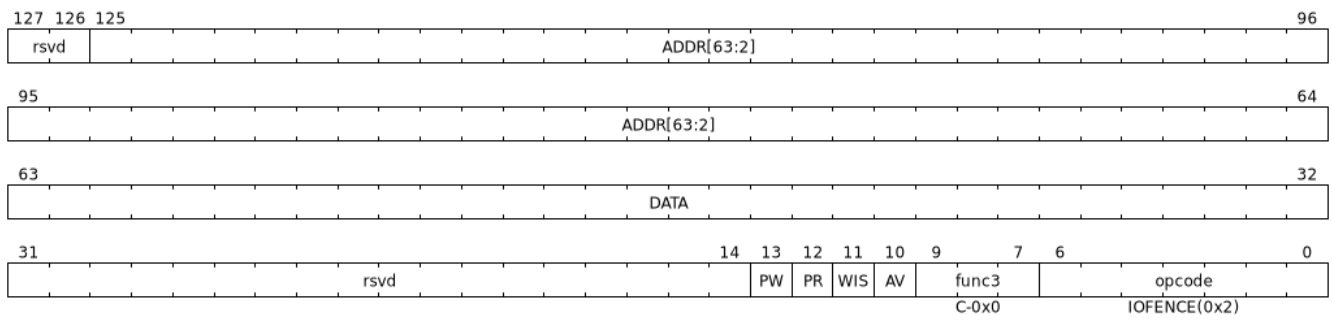 127 126 125 96
rsvd ADDR[63:2]
95 64
ADDR[63:2]
63 32
DATA
31 14 13 12 11 10 9 7 6 0
rsvd PW PR WIS AV func3 opcode
C-0x0 IOFENCE(0x2)